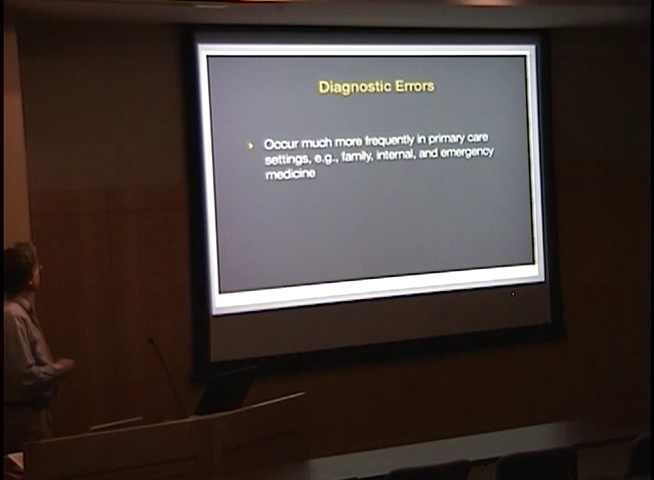 Diagnostic Errors
Occur much more frequently in primary care
settings, e.g., family, internal, and emergency
medicine